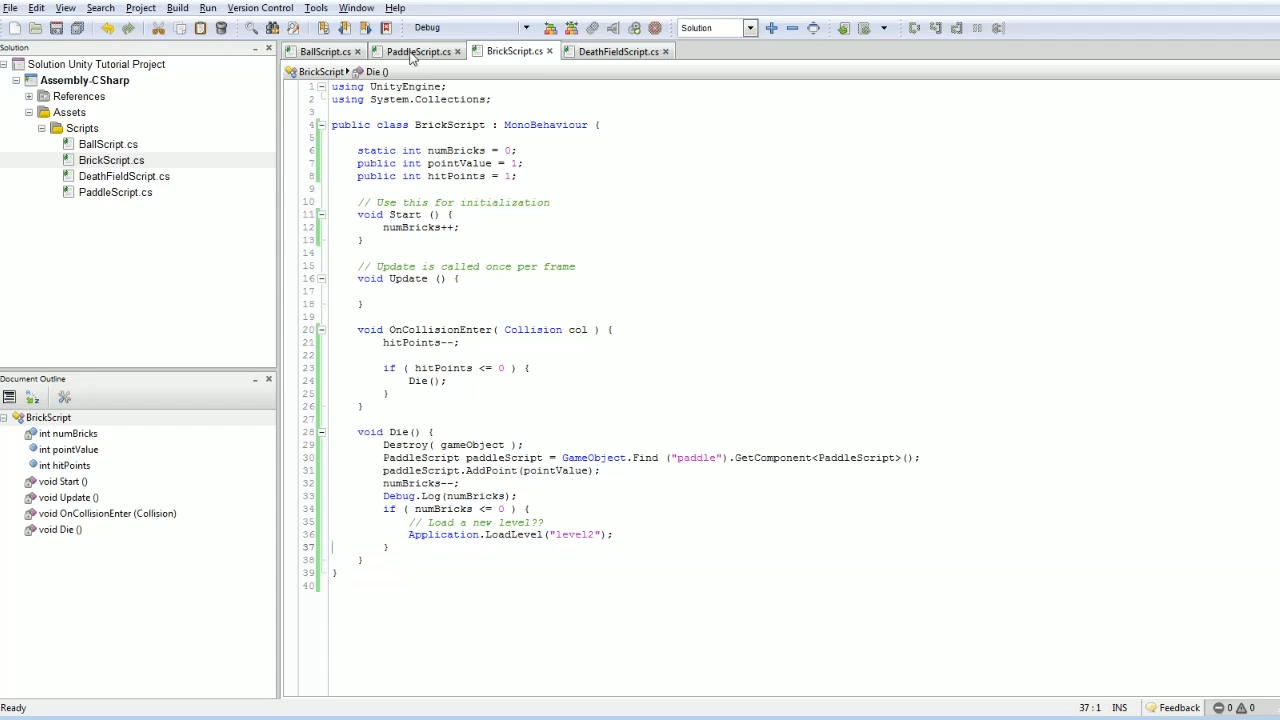 File Edit View Search Project Build Run Version Control Tools Window Help
Debug Solution
Solution
Solution Unity Tutorial Project
Assembly-CSharp
References
Assets
Scripts
BallScript.cs
BrickScript.cs
DeathFieldScript.cs
PaddleScript.cs
Document Outline
BrickScript
int numBricks
int pointValue
int hitPoints
void Start ()
void Update ()
void OnCollisionEnter (Collision)
void Die ()
BallScript.cs PaddleScript.cs BrickScript.cs DeathFieldScript.cs
BrickScript Die ()
1 using UnityEngine;
2 using System.Collections;
3
4 public class BrickScript : MonoBehaviour {
5
6 static int numBricks = 0;
7 public int pointValue = 1;
8 public int hitPoints = 1;
9
10 // Use this for initialization
11 void Start () {
12 numBricks++;
13 }
14
15 // Update is called once per frame
16 void Update () {
17
18 }
19
20 void OnCollisionEnter( Collision col ) {
21 hitPoints--;
22
23 if ( hitPoints <= 0 ) {
24 Die();
25 }
26 }
27
28 void Die() {
29 Destroy( gameObject );
30 PaddleScript paddleScript = GameObject.Find ("paddle").GetComponent<PaddleScript>();
31 paddleScript.AddPoint(pointValue);
32 numBricks--;
33 Debug.Log(numBricks);
34 if ( numBricks <= 0 ) {
35 // Load a new level??
36 Application.LoadLevel("level2");
37 }
38 }
39 }
40
Ready 37 : 1 INS Feedback 0 0